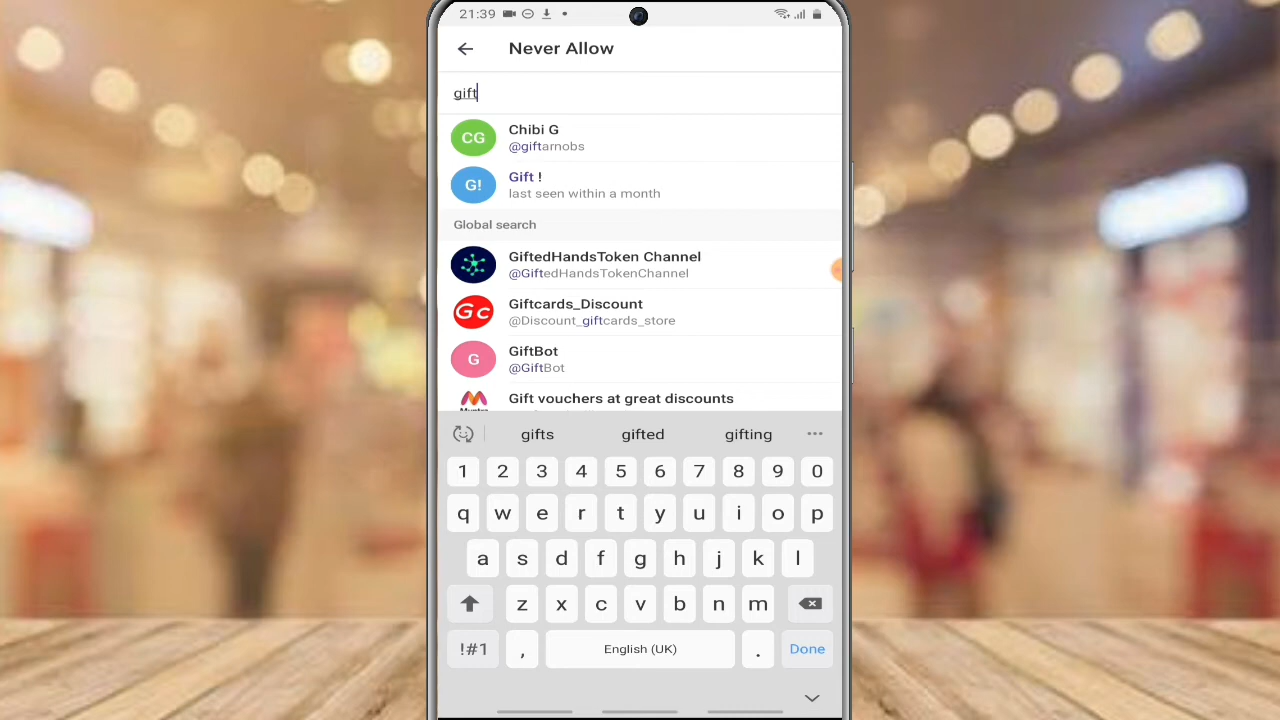 21:39
Never Allow
gift
CG
Chibi G
@giftarnobs
G!
Gift !
last seen within a month
Global search
GiftedHandsToken Channel
@GiftedHandsTokenChannel
Gc
Giftcards_Discount
@Discount_giftcards_store
G
GiftBot
@GiftBot
Gift vouchers at great discounts
gifts gifted gifting
1 2 3 4 5 6 7 8 9 0
q w e r t y u i o p
a s d f g h j k l
z x c v b n m
!#1 , English (UK) . Done